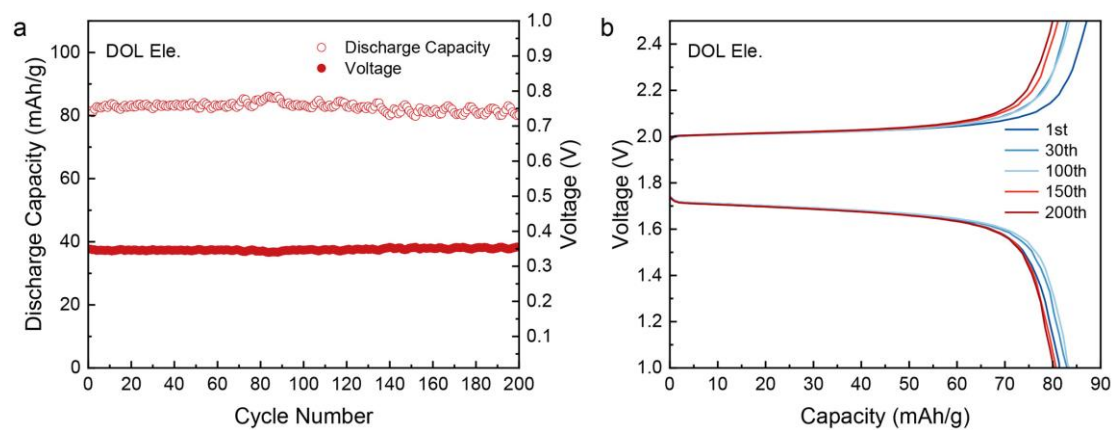 a
DOL Ele.
Discharge Capacity
Voltage
Discharge Capacity (mAh/g)
100
80
60
40
20
0
Voltage (V)
1.0
0.9
0.8
0.7
0.6
0.5
0.4
0.3
0.2
0.1
0 20 40 60 80 100 120 140 160 180 200
Cycle Number
b
DOL Ele.
Voltage (V)
2.4
2.2
2.0
1.8
1.6
1.4
1.2
1.0
1st
30th
100th
150th
200th
0 10 20 30 40 50 60 70 80 90
Capacity (mAh/g)